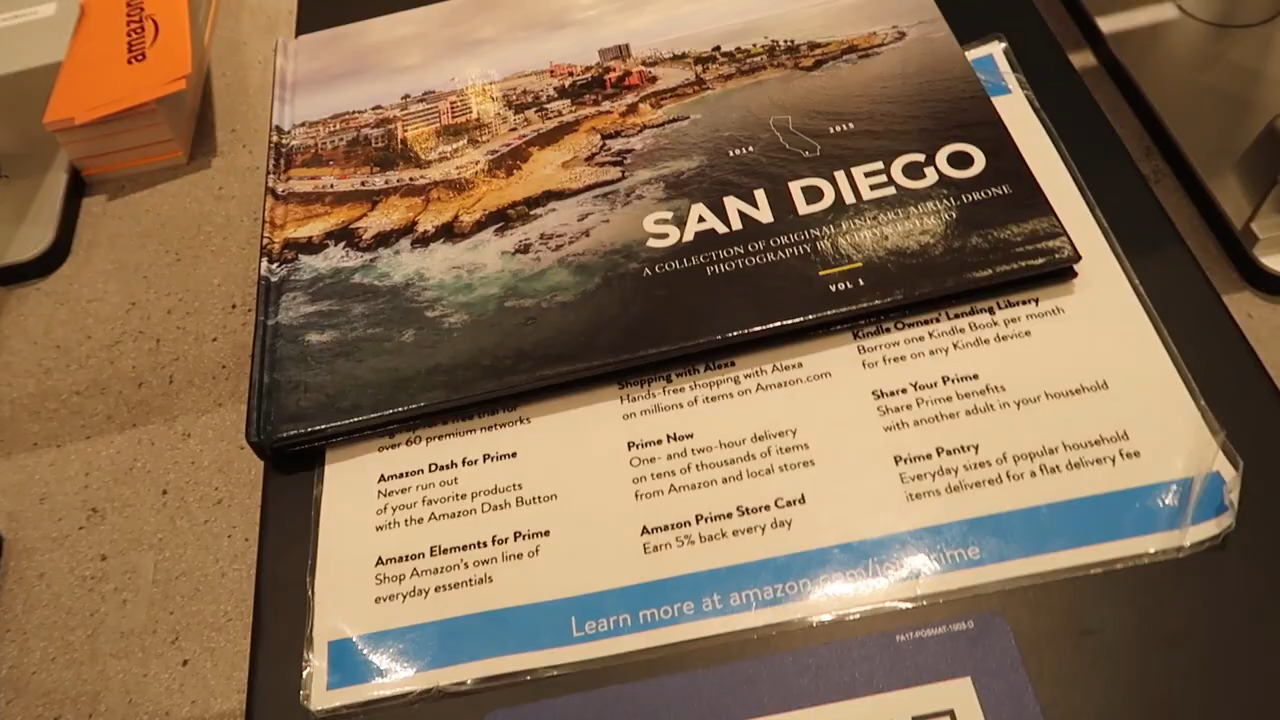 amazon
2014
2015
SAN DIEGO
A COLLECTION OF ORIGINAL FINE ART AERIAL DRONE
PHOTOGRAPHY BY
VOL 1
over 60 premium networks
Amazon Dash for Prime
Never run out
of your favorite products
with the Amazon Dash Button
Amazon Elements for Prime
Shop Amazon's own line of
everyday essentials
Shopping with Alexa
Hands-free shopping with Alexa
on millions of items on Amazon.com
Prime Now
One- and two-hour delivery
on tens of thousands of items
from Amazon and local stores
Amazon Prime Store Card
Earn 5% back every day
Kindle Owners' Lending Library
Borrow one Kindle Book per month
for free on any Kindle device
Share Your Prime
Share Prime benefits
with another adult in your household
Prime Pantry
Everyday sizes of popular household
items delivered for a flat delivery fee
Learn more at amazon.com/joinprime
PA17-POSMAT-1003-G